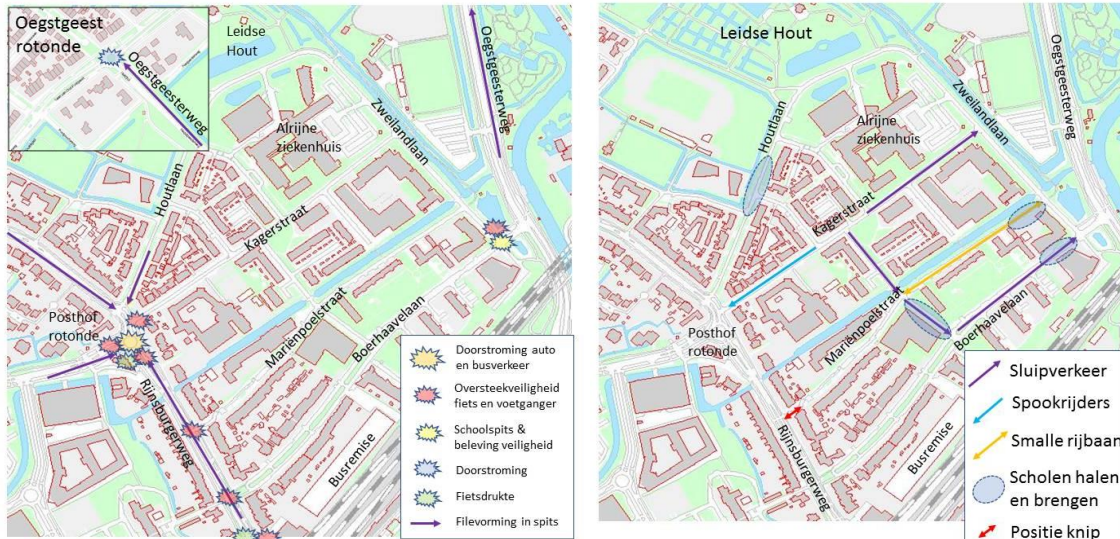 Oegstgeest
rotonde
Oegstgeesterweg
Leidse
Hout
Oegstgeesterweg
Zweilandlaan
Alrijne
ziekenhuis
Houtlaan
Kagerstraat
Posthof
rotonde
Mariënpoelstraat
Boerhaavelaan
Rijnsburgerweg
Busremise
Doorstroming auto
en busverkeer
Oversteekveiligheid
fiets en voetganger
Schoolspits &
beleving veiligheid
Doorstroming
Fietsdrukte
Filevorming in spits
Leidse Hout
Oegstgeesterweg
Zweilandlaan
Houtlaan
Alrijne
ziekenhuis
Kagerstraat
Posthof
rotonde
Mariënpoelstraat
Boerhaavelaan
Rijnsburgerweg
Busremise
Sluipverkeer
Spookrijders
Smalle rijbaan
Scholen halen
en brengen
Positie knip